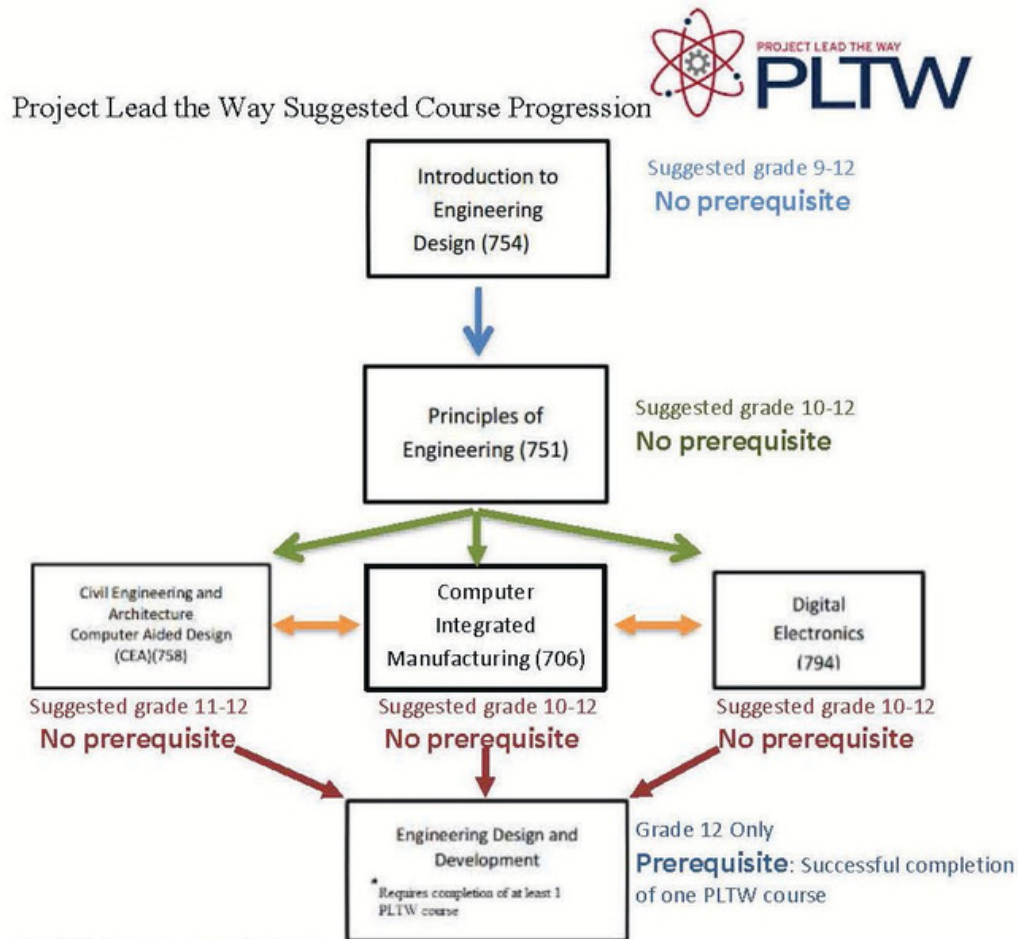 PROJECT LEAD THE WAY
PLTW
Project Lead the Way Suggested Course Progression
Introduction to
Engineering
Design (754)
Suggested grade 9-12
No prerequisite
Principles of
Engineering (751)
Suggested grade 10-12
No prerequisite
Civil Engineering and
Architecture
Computer Aided Design
(CEA)(758)
Computer
Integrated
Manufacturing (706)
Digital
Electronics
(794)
Suggested grade 11-12
No prerequisite
Suggested grade 10-12
No prerequisite
Suggested grade 10-12
No prerequisite
Engineering Design and
Development
*Requires completion of at least 1
PLTW course
Grade 12 Only
Prerequisite: Successful completion
of one PLTW course